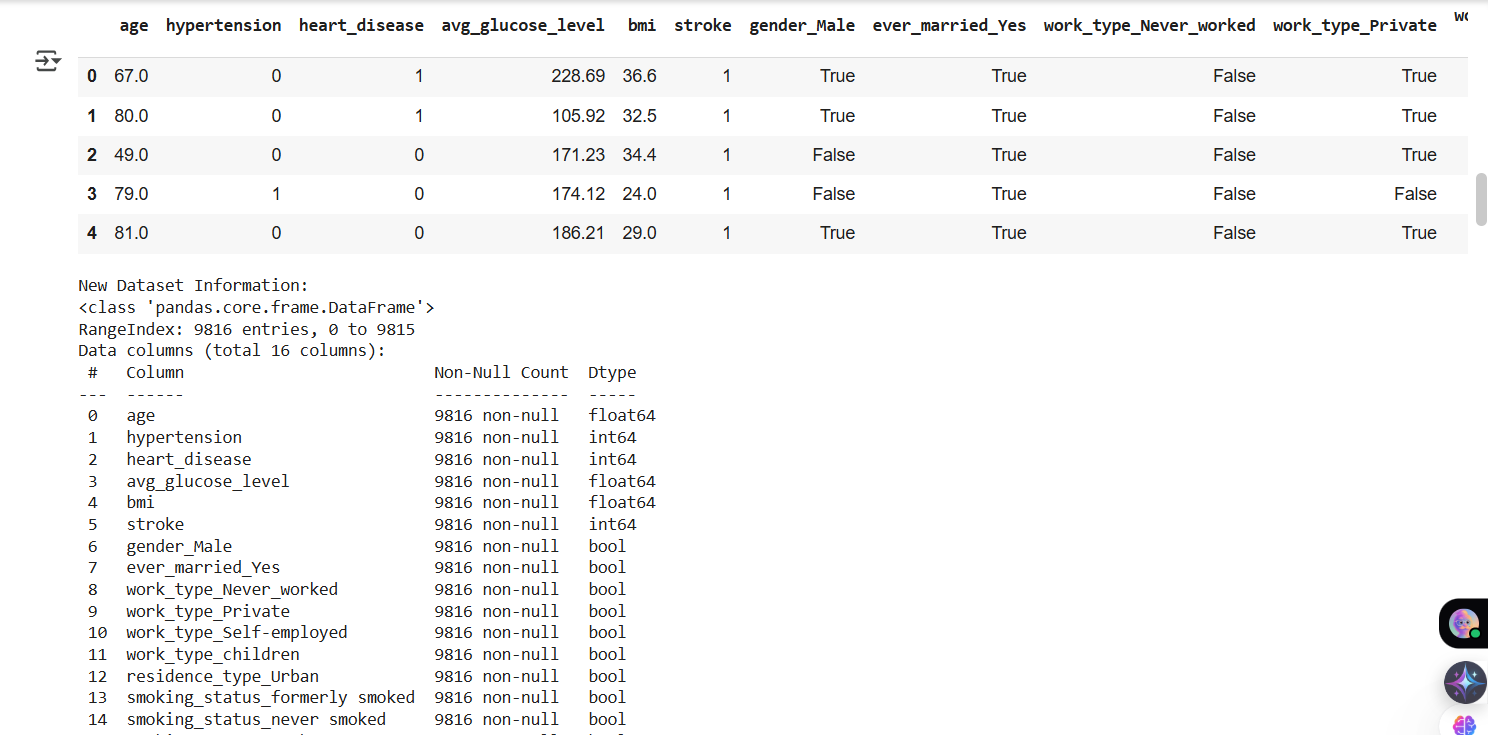 age hypertension heart_disease avg_glucose_level bmi stroke gender_Male ever_married_Yes work_type_Never_worked work_type_Private
0 67.0 0 1 228.69 36.6 1 True True False True
1 80.0 0 1 105.92 32.5 1 True True False True
2 49.0 0 0 171.23 34.4 1 False True False True
3 79.0 1 0 174.12 24.0 1 False True False False
4 81.0 0 0 186.21 29.0 1 True True False True
New Dataset Information:
<class 'pandas.core.frame.DataFrame'>
RangeIndex: 9816 entries, 0 to 9815
Data columns (total 16 columns):
# Column Non-Null Count Dtype
--- ------ -------------- -----
0 age 9816 non-null float64
1 hypertension 9816 non-null int64
2 heart_disease 9816 non-null int64
3 avg_glucose_level 9816 non-null float64
4 bmi 9816 non-null float64
5 stroke 9816 non-null int64
6 gender_Male 9816 non-null bool
7 ever_married_Yes 9816 non-null bool
8 work_type_Never_worked 9816 non-null bool
9 work_type_Private 9816 non-null bool
10 work_type_Self-employed 9816 non-null bool
11 work_type_children 9816 non-null bool
12 residence_type_Urban 9816 non-null bool
13 smoking_status_formerly smoked 9816 non-null bool
14 smoking_status_never smoked 9816 non-null bool